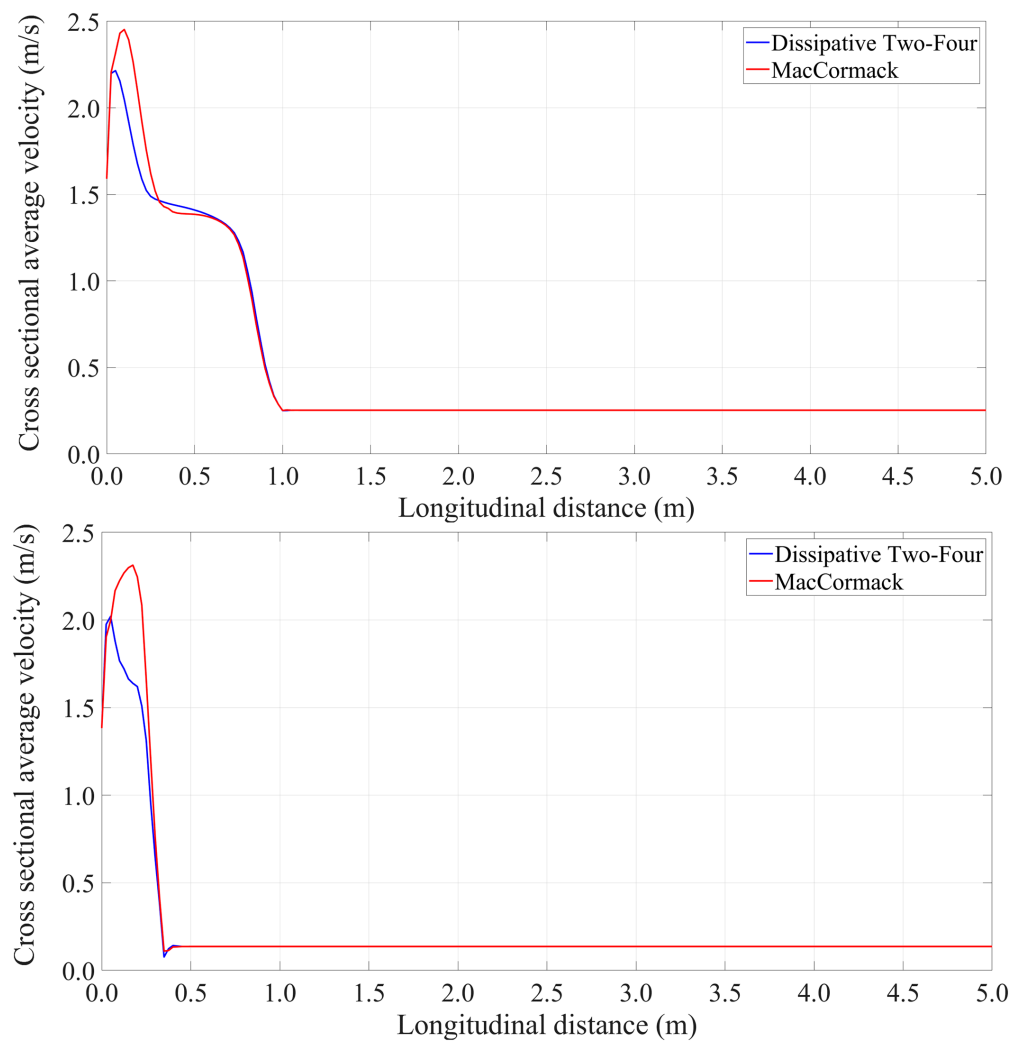 Cross sectional average velocity (m/s)
2.5
2.0
1.5
1.0
0.5
0.0
Dissipative Two-Four
MacCormack
0.0 0.5 1.0 1.5 2.0 2.5 3.0 3.5 4.0 4.5 5.0
Longitudinal distance (m)
Cross sectional average velocity (m/s)
2.5
2.0
1.5
1.0
0.5
0.0
Dissipative Two-Four
MacCormack
0.0 0.5 1.0 1.5 2.0 2.5 3.0 3.5 4.0 4.5 5.0
Longitudinal distance (m)